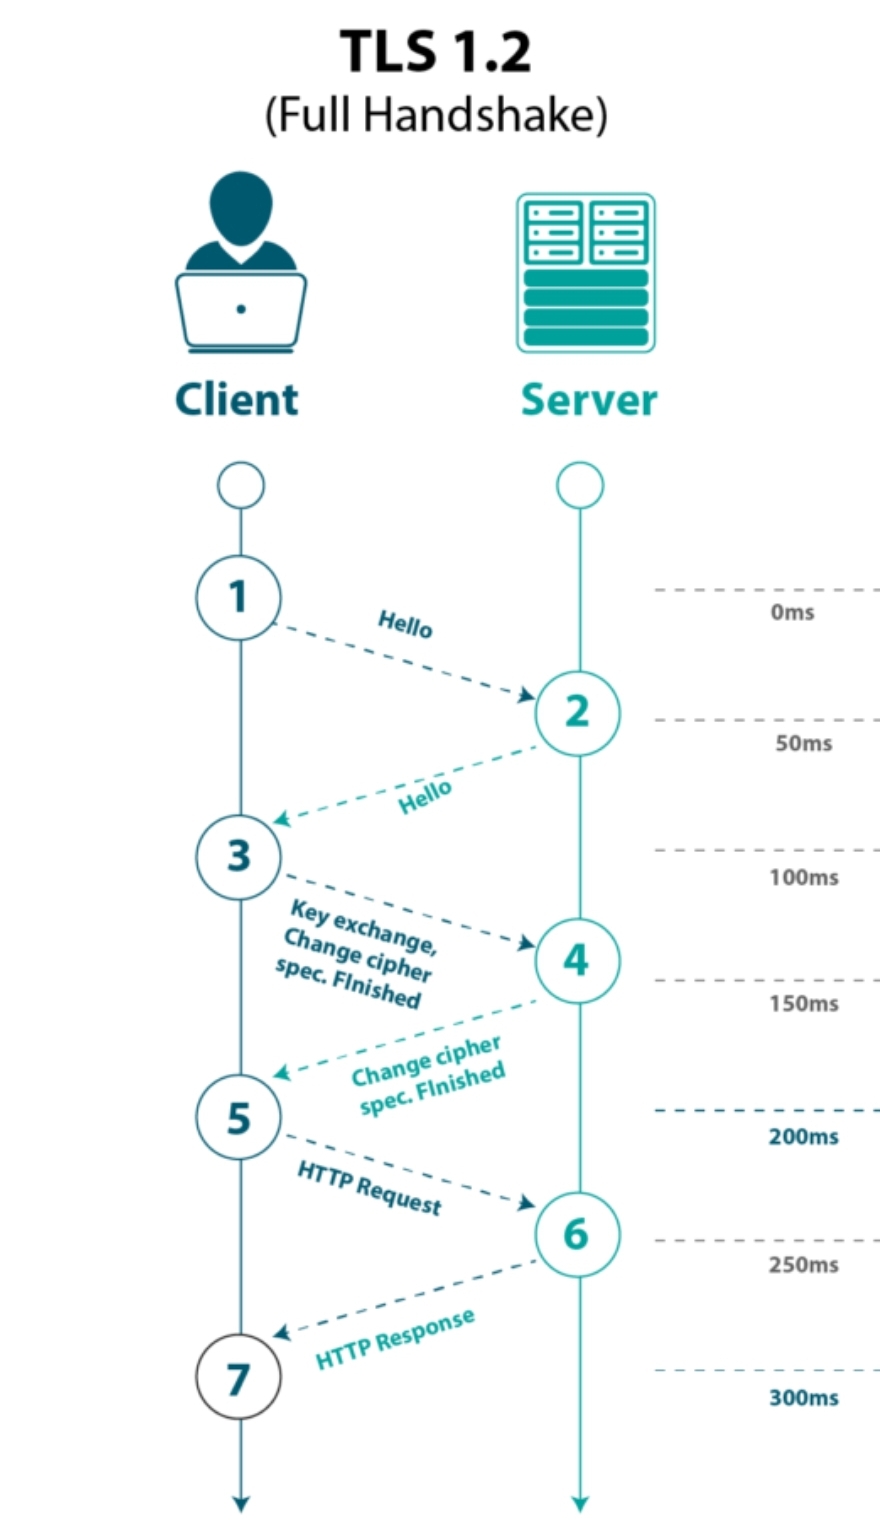 TLS 1.2
(Full Handshake)
Client
Server
1
Hello
0ms
2
50ms
Hello
3
100ms
Key exchange,
Change cipher
spec. FInished
4
150ms
Change cipher
spec. FInished
5
200ms
HTTP Request
6
250ms
HTTP Response
7
300ms